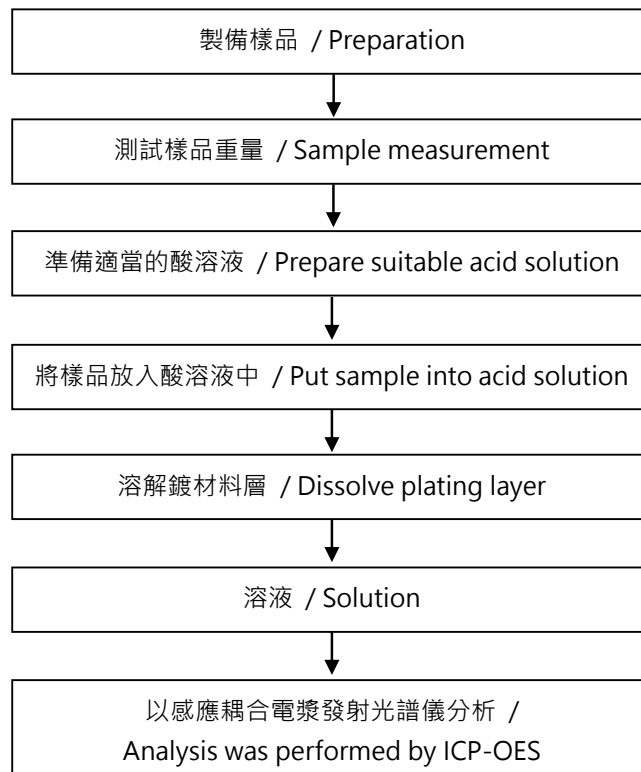 製備樣品 / Preparation
測試樣品重量 / Sample measurement
準備適當的酸溶液 / Prepare suitable acid solution
將樣品放入酸溶液中 / Put sample into acid solution
溶解鍍材料層 / Dissolve plating layer
溶液 / Solution
以感應耦合電漿發射光譜儀分析 /
Analysis was performed by ICP-OES